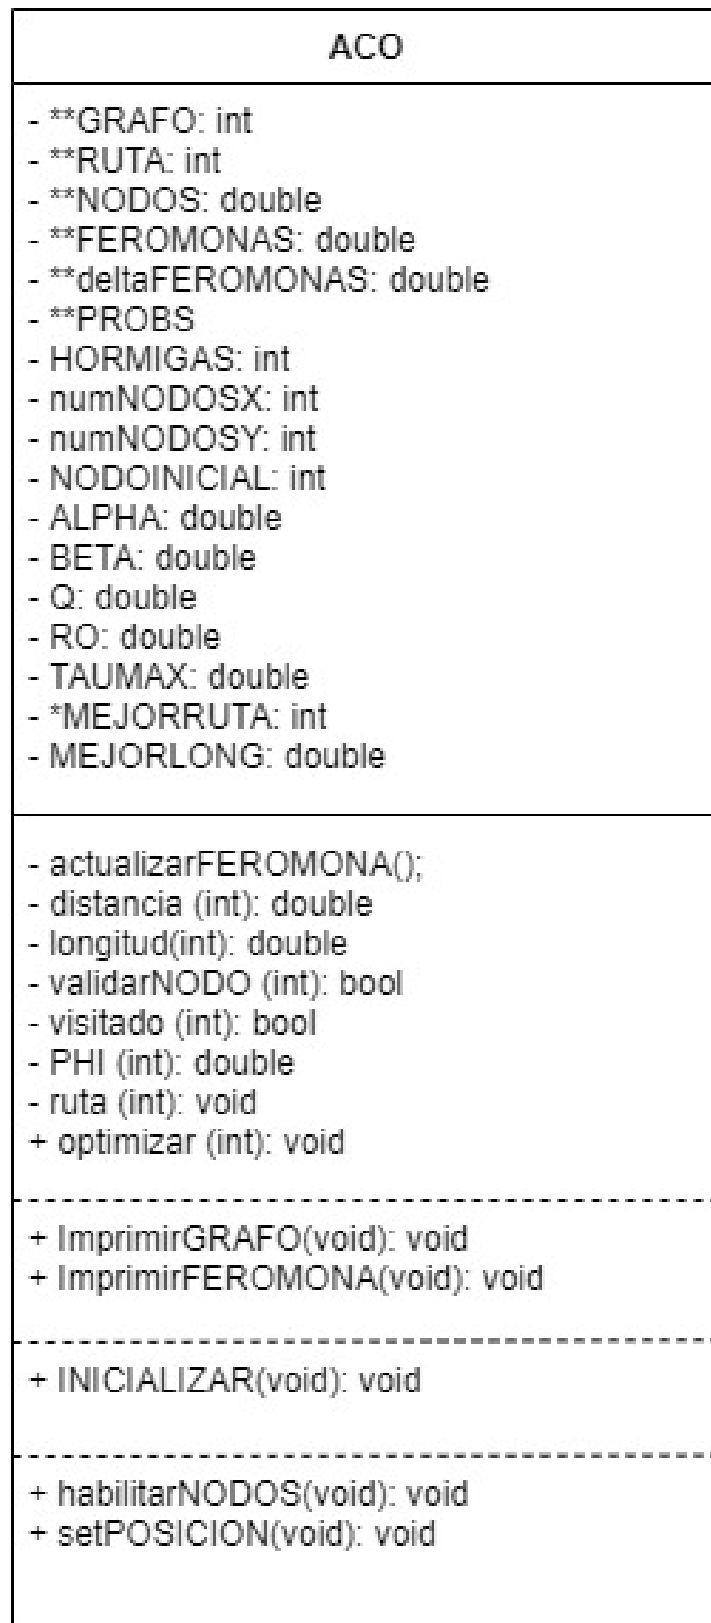 ACO
- **GRAFO: int
- **RUTA: int
- **NODOS: double
- **FEROMONAS: double
- **deltaFEROMONAS: double
- **PROBS
- HORMIGAS: int
- numNODOSX: int
- numNODOSY: int
- NODOINICIAL: int
- ALPHA: double
- BETA: double
- Q: double
- RO: double
- TAUMAX: double
- *MEJORRUTA: int
- MEJORLONG: double
- actualizarFEROMONA();
- distancia (int): double
- longitud(int): double
- validarNODO (int): bool
- visitado (int): bool
- PHI (int): double
- ruta (int): void
+ optimizar (int): void
+ ImprimirGRAFO(void): void
+ ImprimirFEROMONA(void): void
+ INICIALIZAR(void): void
+ habilitarNODOS(void): void
+ setPOSICION(void): void